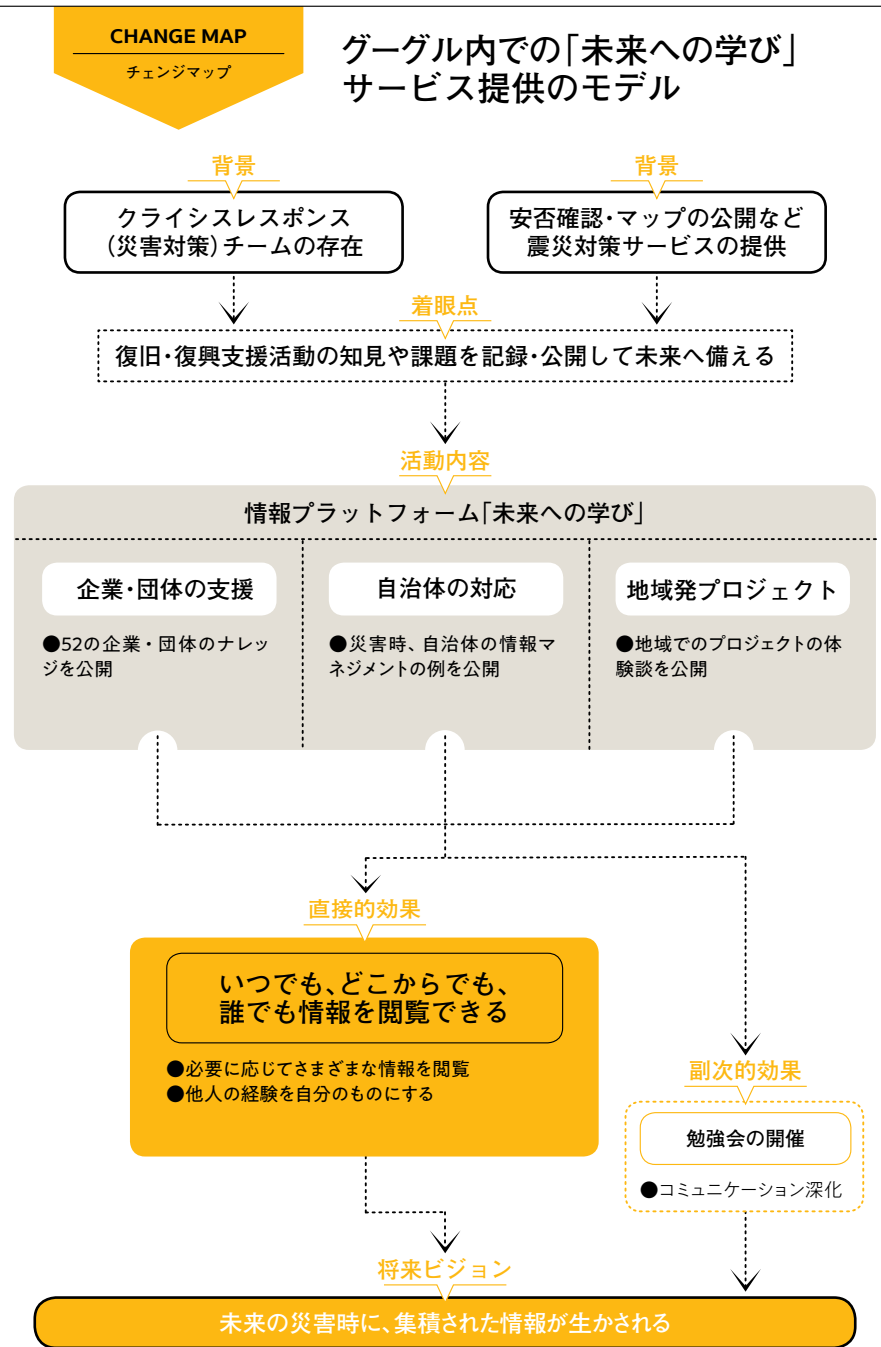 CHANGE MAP
チェンジマップ
グーグル内での「未来への学び」
サービス提供のモデル
背景
クライシスレスポンス
（災害対策）チームの存在
背景
安否確認・マップの公開など
震災対策サービスの提供
着眼点
復旧・復興支援活動の知見や課題を記録・公開して未来へ備える
活動内容
情報プラットフォーム「未来への学び」
企業・団体の支援
●52の企業・団体のナレッ
ジを公開
自治体の対応
●災害時、自治体の情報マ
ネジメントの例を公開
地域発プロジェクト
●地域でのプロジェクトの体
験談を公開
直接的効果
いつでも、どこからでも、
誰でも情報を閲覧できる
●必要に応じてさまざまな情報を閲覧
●他人の経験を自分のものにする
副次的効果
勉強会の開催
●コミュニケーション深化
将来ビジョン
未来の災害時に、集積された情報が生かされる